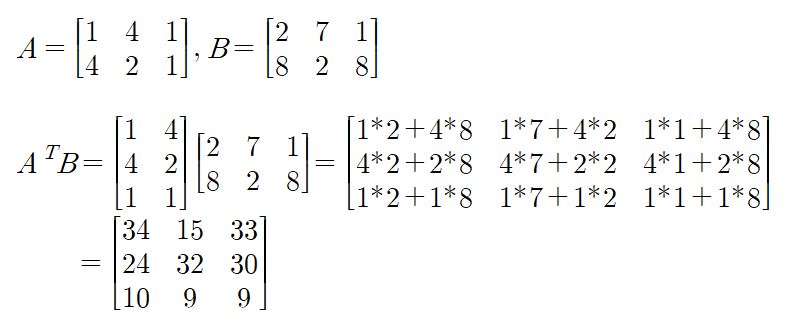 A = [1 4 1
4 2 1], B = [2 7 1
8 2 8]
A^T B = [1 4
4 2
1 1] [2 7 1
8 2 8] = [1*2+4*8 1*7+4*2 1*1+4*8
4*2+2*8 4*7+2*2 4*1+2*8
1*2+1*8 1*7+1*2 1*1+1*8]
= [34 15 33
24 32 30
10 9 9]